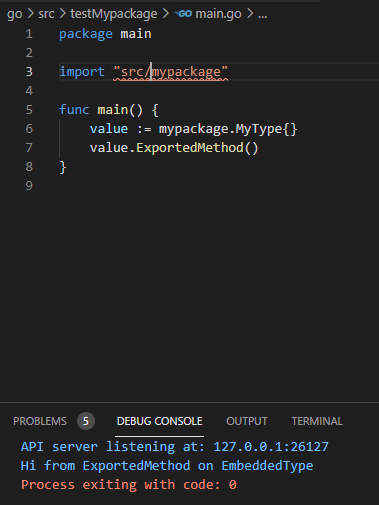 go > src > testMypackage > main.go > ...
1 package main
2
3 import "src/mypackage"
4
5 func main() {
6     value := mypackage.MyType{}
7     value.ExportedMethod()
8 }
9
PROBLEMS 5 DEBUG CONSOLE OUTPUT TERMINAL
API server listening at: 127.0.0.1:26127
Hi from ExportedMethod on EmbeddedType
Process exiting with code: 0